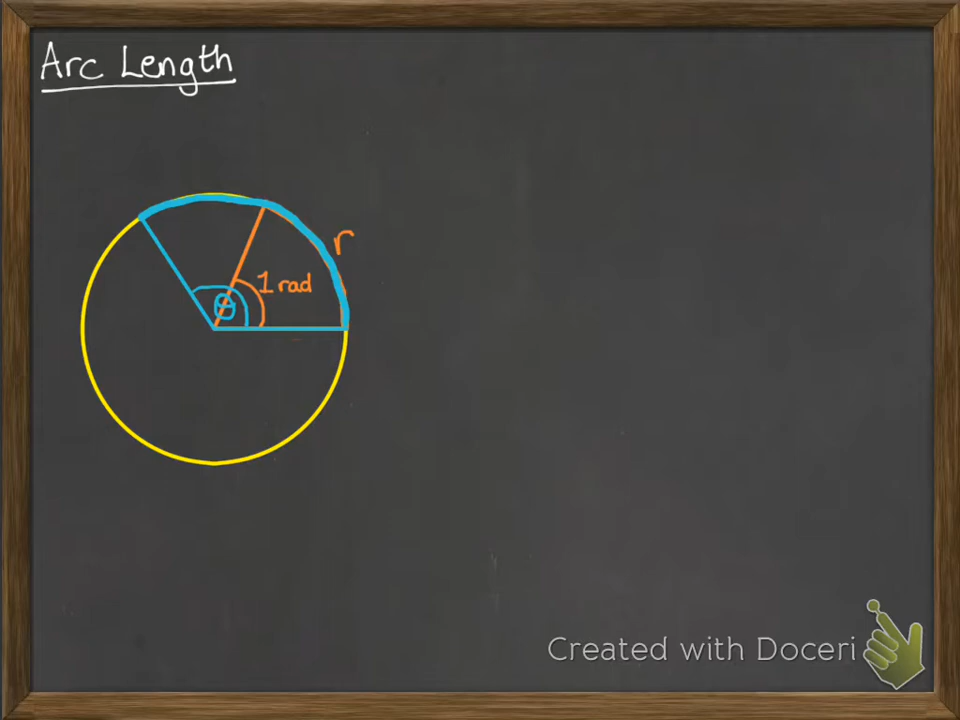 Arc Length
r
1 rad
θ
Created with Doceri